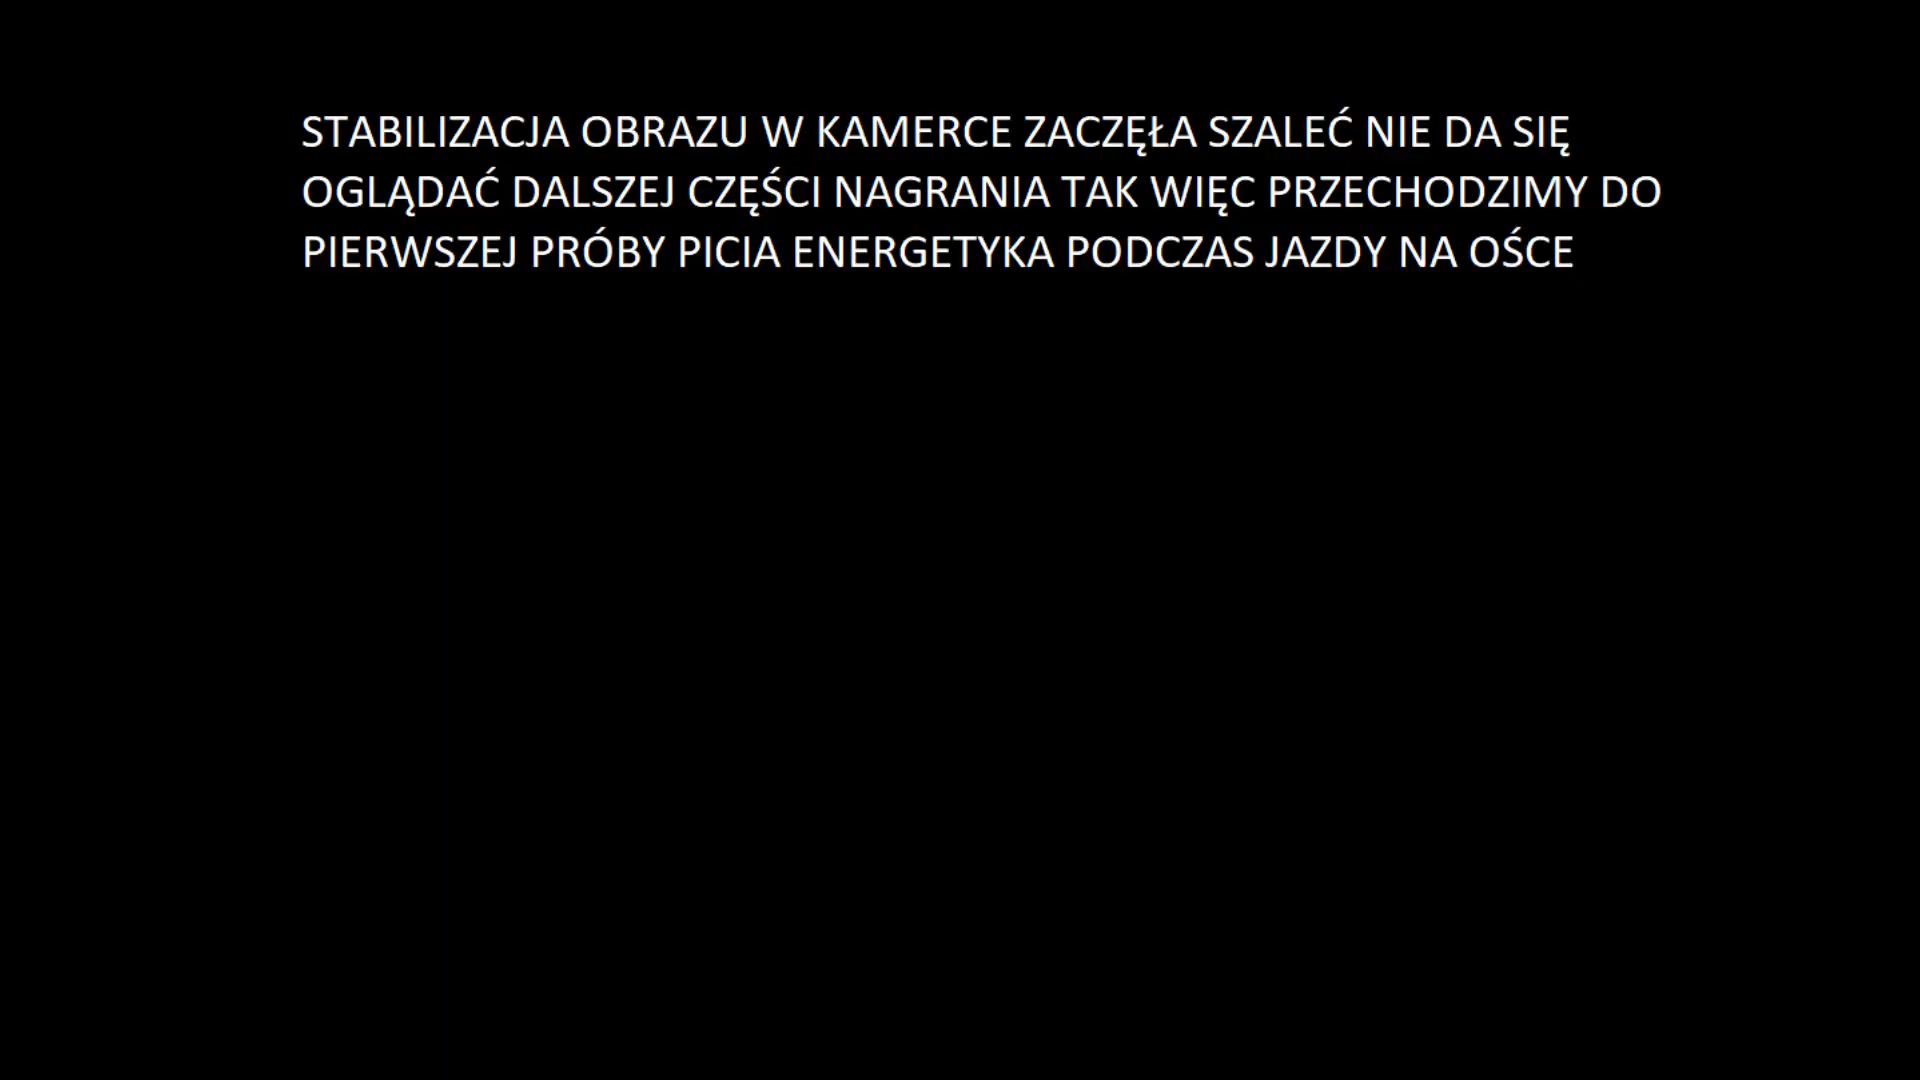 STABILIZACJA OBRAZU W KAMERCE ZACZĘŁA SZALEĆ NIE DA SIĘ
OGLĄDAĆ DALSZEJ CZĘŚCI NAGRANIA TAK WIĘC PRZECHODZIMY DO
PIERWSZEJ PRÓBY PICIA ENERGETYKA PODCZAS JAZDY NA OŚCE